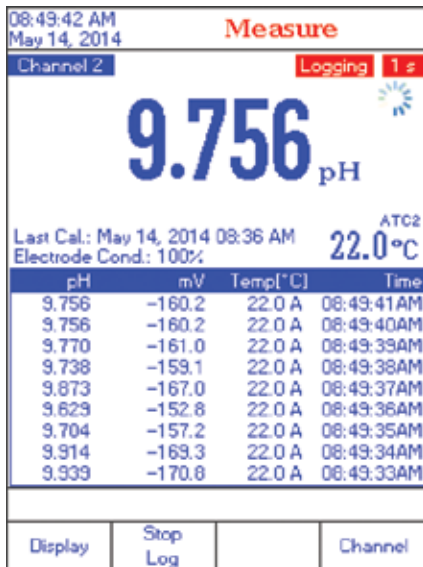 08:49:42 AM
May 14, 2014
Measure
Channel 2
Logging 1 s
9.756 pH
ATC2
22.0°C
Last Cal.: May 14, 2014 08:36 AM
Electrode Cond.: 100%
pH mV Temp[°C] Time
9.756 -160.2 22.0 A 08:49:41AM
9.756 -160.2 22.0 A 08:49:40AM
9.770 -161.0 22.0 A 08:49:39AM
9.738 -159.1 22.0 A 08:49:38AM
9.873 -167.0 22.0 A 08:49:37AM
9.629 -152.8 22.0 A 08:49:36AM
9.704 -157.2 22.0 A 08:49:35AM
9.914 -169.3 22.0 A 08:49:34AM
9.939 -170.8 22.0 A 08:49:33AM
Display
Stop
Log
Channel